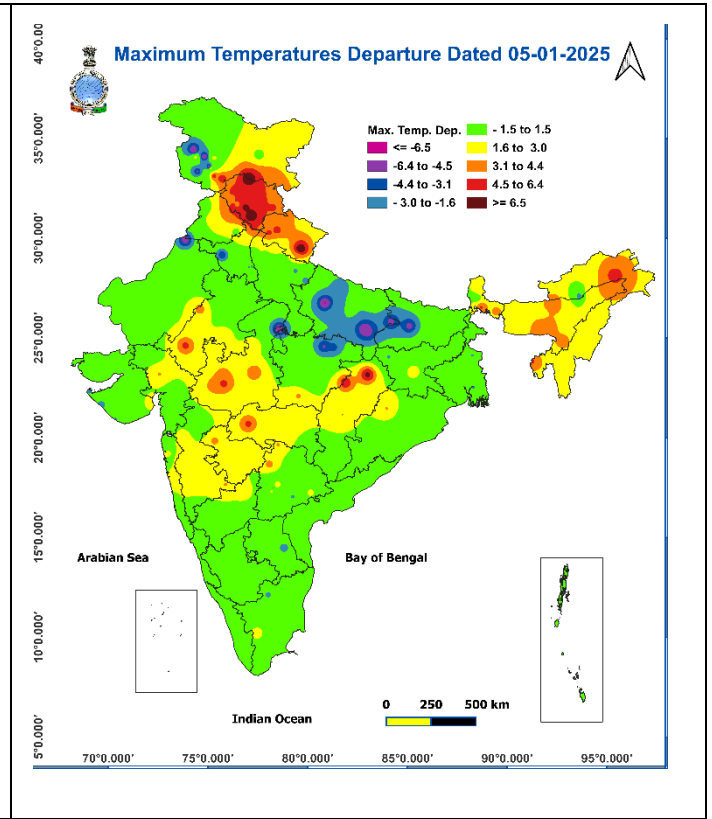 Maximum Temperatures Departure Dated 05-01-2025
Max. Temp. Dep.
<= -6.5
-6.4 to -4.5
-4.4 to -3.1
- 3.0 to -1.6
- 1.5 to 1.5
1.6 to 3.0
3.1 to 4.4
4.5 to 6.4
>= 6.5
40°0.00
35°0.000'
30°0.000'
25°0.000'
20°0.000'
15°0.000'
10°0.000'
5°0.000'
Arabian Sea
Bay of Bengal
Indian Ocean
0 250 500 km
70°0.000' 75°0.000' 80°0.000' 85°0.000' 90°0.000' 95°0.000'